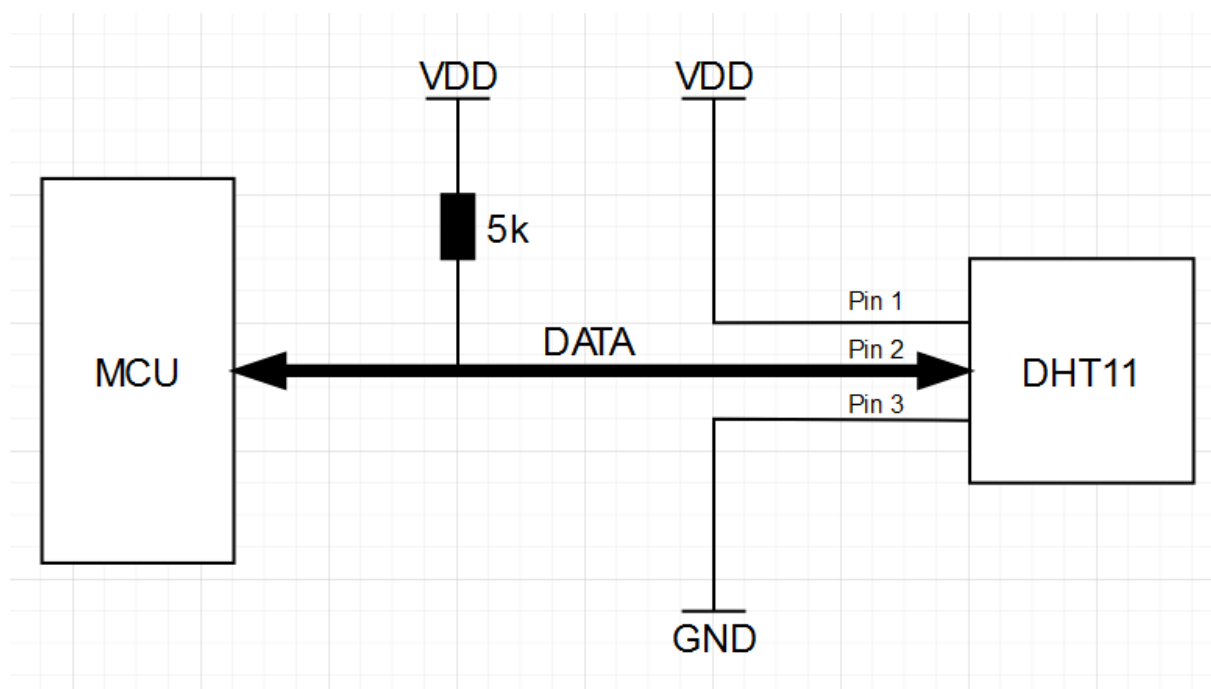 VDD
VDD
5k
Pin 1
DATA
Pin 2
MCU
DHT11
Pin 3
GND